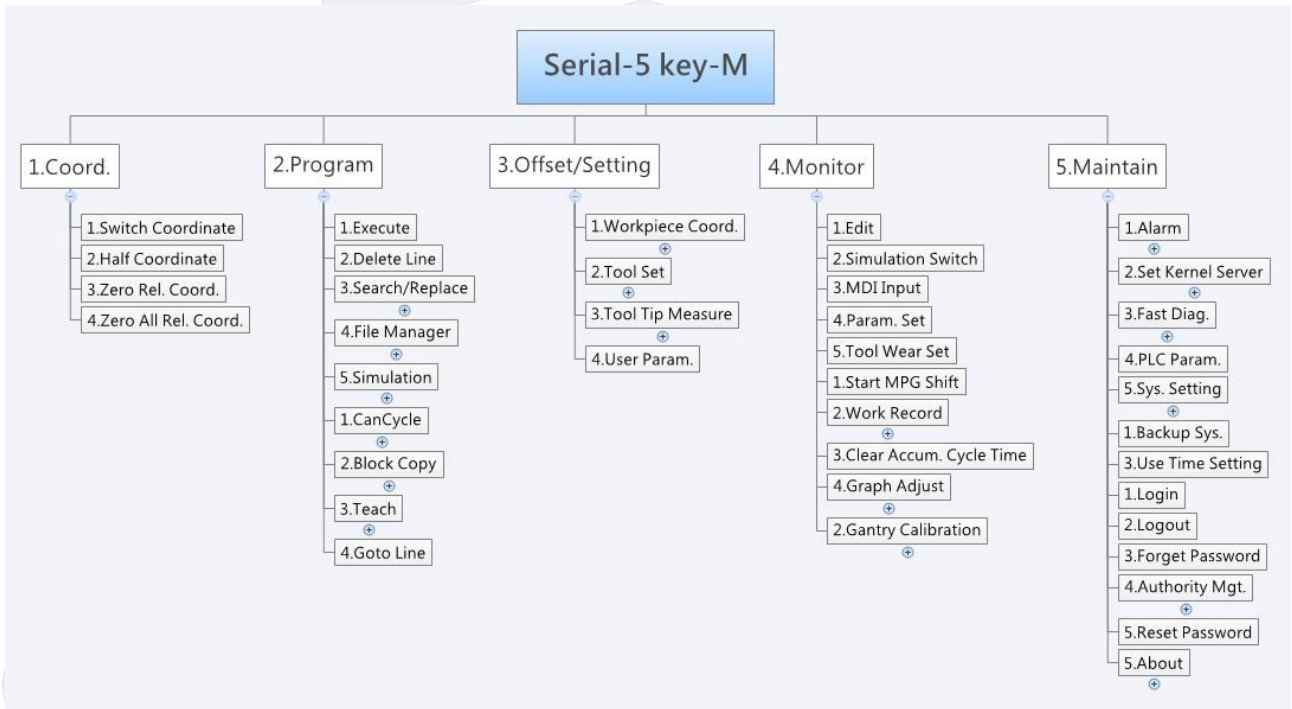 Serial-5 key-M
1.Coord.
1.Switch Coordinate
2.Half Coordinate
3.Zero Rel. Coord.
4.Zero All Rel. Coord.
2.Program
1.Execute
2.Delete Line
3.Search/Replace
4.File Manager
5.Simulation
1.CanCycle
2.Block Copy
3.Teach
4.Goto Line
3.Offset/Setting
1.Workpiece Coord.
2.Tool Set
3.Tool Tip Measure
4.User Param.
4.Monitor
1.Edit
2.Simulation Switch
3.MDI Input
4.Param. Set
5.Tool Wear Set
1.Start MPG Shift
2.Work Record
3.Clear Accum. Cycle Time
4.Graph Adjust
2.Gantry Calibration
5.Maintain
1.Alarm
2.Set Kernel Server
3.Fast Diag.
4.PLC Param.
5.Sys. Setting
1.Backup Sys.
3.Use Time Setting
1.Login
2.Logout
3.Forget Password
4.Authority Mgt.
5.Reset Password
5.About